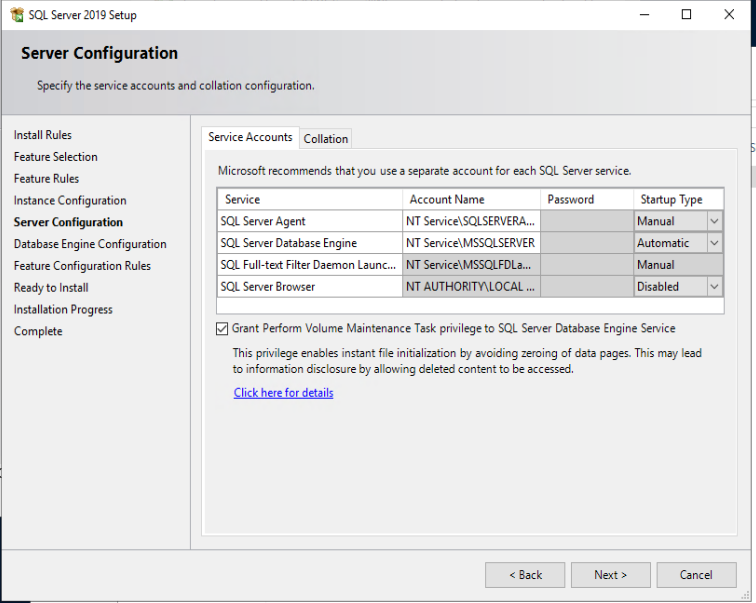 SQL Server 2019 Setup
Server Configuration
Specify the service accounts and collation configuration.
Install Rules
Feature Selection
Feature Rules
Instance Configuration
Server Configuration
Database Engine Configuration
Feature Configuration Rules
Ready to Install
Installation Progress
Complete
Service Accounts Collation
Microsoft recommends that you use a separate account for each SQL Server service.
Service Account Name Password Startup Type
SQL Server Agent NT Service\SQLSERVERA... Manual
SQL Server Database Engine NT Service\MSSQLSERVER Automatic
SQL Full-text Filter Daemon Launc... NT Service\MSSQLFDLa... Manual
SQL Server Browser NT AUTHORITY\LOCAL ... Disabled
Grant Perform Volume Maintenance Task privilege to SQL Server Database Engine Service
This privilege enables instant file initialization by avoiding zeroing of data pages. This may lead
to information disclosure by allowing deleted content to be accessed.
Click here for details
< Back Next > Cancel